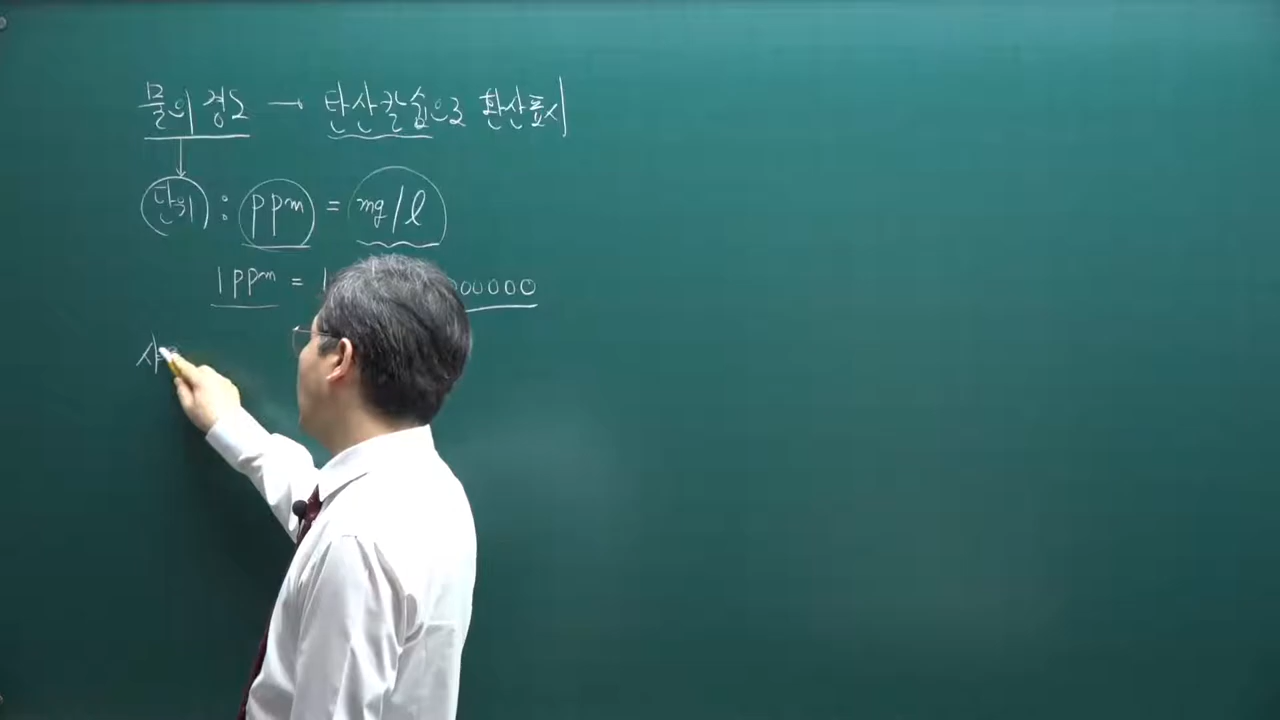 물의 경도 → 탄산칼슘으로 환산표시
단위 : ppm = mg/l
1ppm = 1 00000